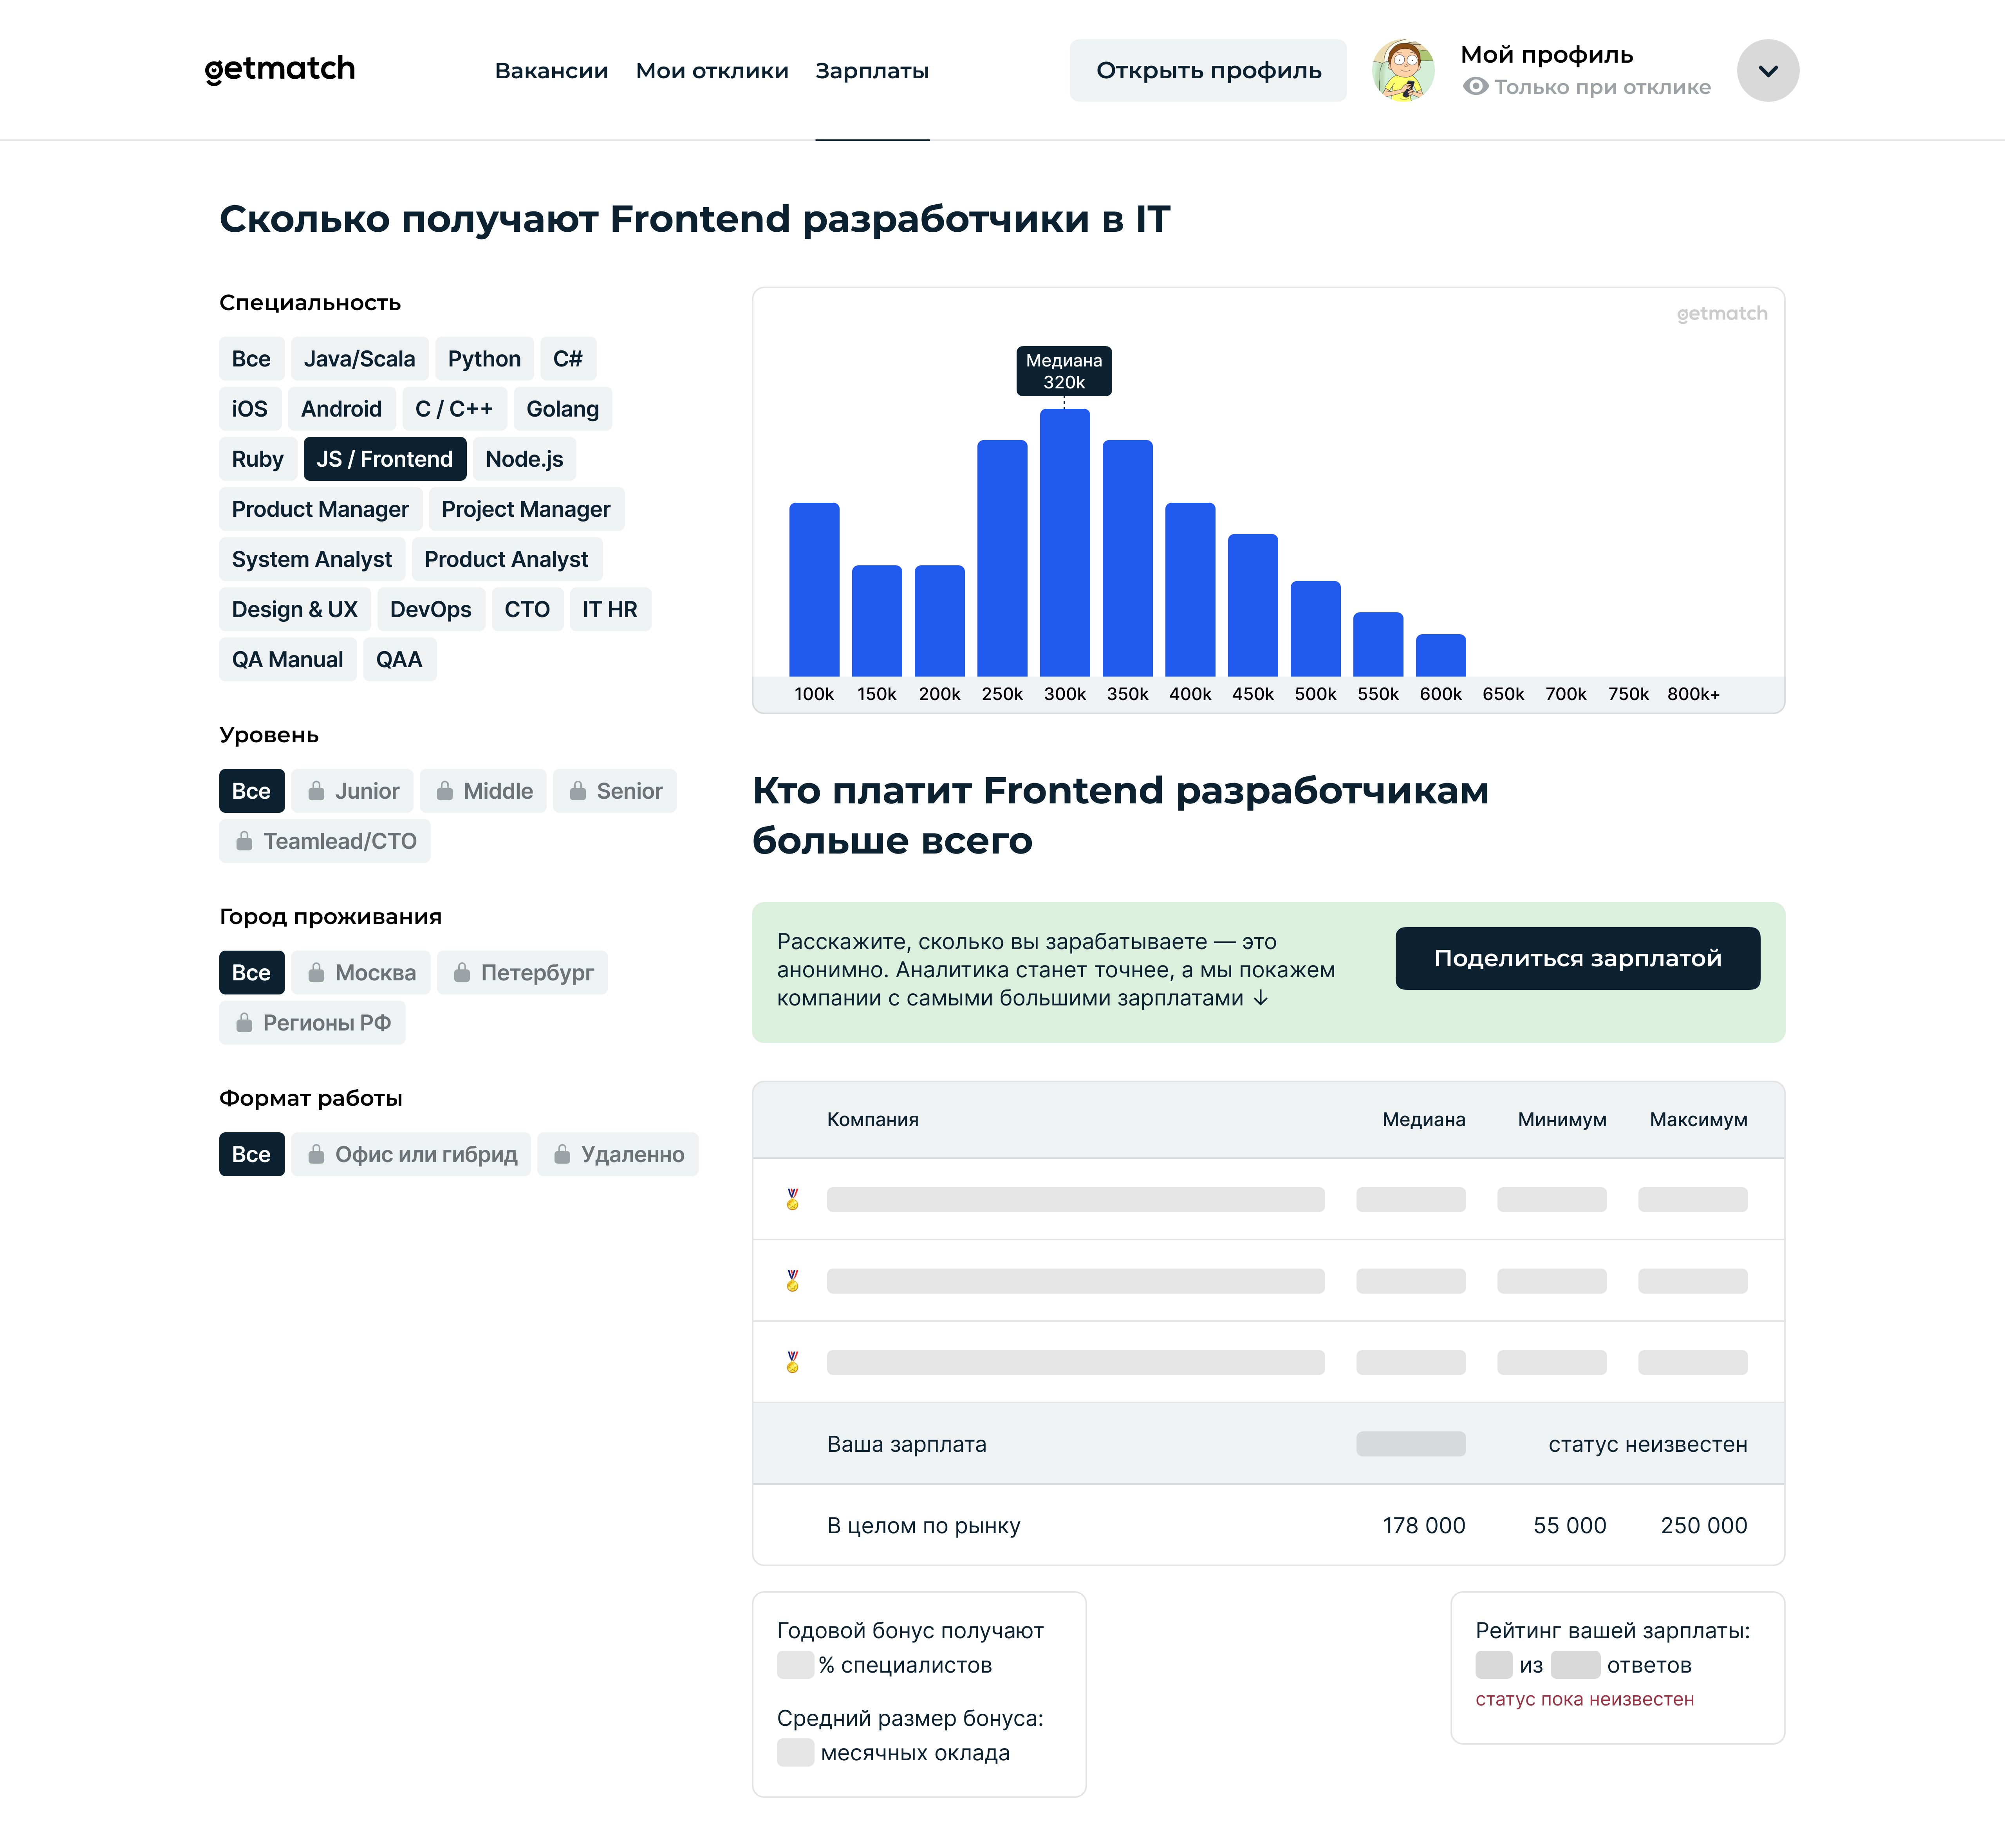 getmatch
Вакансии Мои отклики Зарплаты
Открыть профиль
Мой профиль
Только при отклике
Сколько получают Frontend разработчики в IT
Специальность
Все Java/Scala Python C#
iOS Android C / C++ Golang
Ruby JS / Frontend Node.js
Product Manager Project Manager
System Analyst Product Analyst
Design & UX DevOps CTO IT HR
QA Manual QAA
Уровень
Все Junior Middle Senior
Teamlead/CTO
Город проживания
Все Москва Петербург
Регионы РФ
Формат работы
Все Офис или гибрид Удаленно
getmatch
Медиана
320k
100k 150k 200k 250k 300k 350k 400k 450k 500k 550k 600k 650k 700k 750k 800k+
Кто платит Frontend разработчикам
больше всего
Расскажите, сколько вы зарабатываете — это
анонимно. Аналитика станет точнее, а мы покажем
компании с самыми большими зарплатами ↓
Поделиться зарплатой
Компания Медиана Минимум Максимум
Ваша зарплата статус неизвестен
В целом по рынку 178 000 55 000 250 000
Годовой бонус получают
% специалистов
Средний размер бонуса:
месячных оклада
Рейтинг вашей зарплаты:
из ответов
статус пока неизвестен